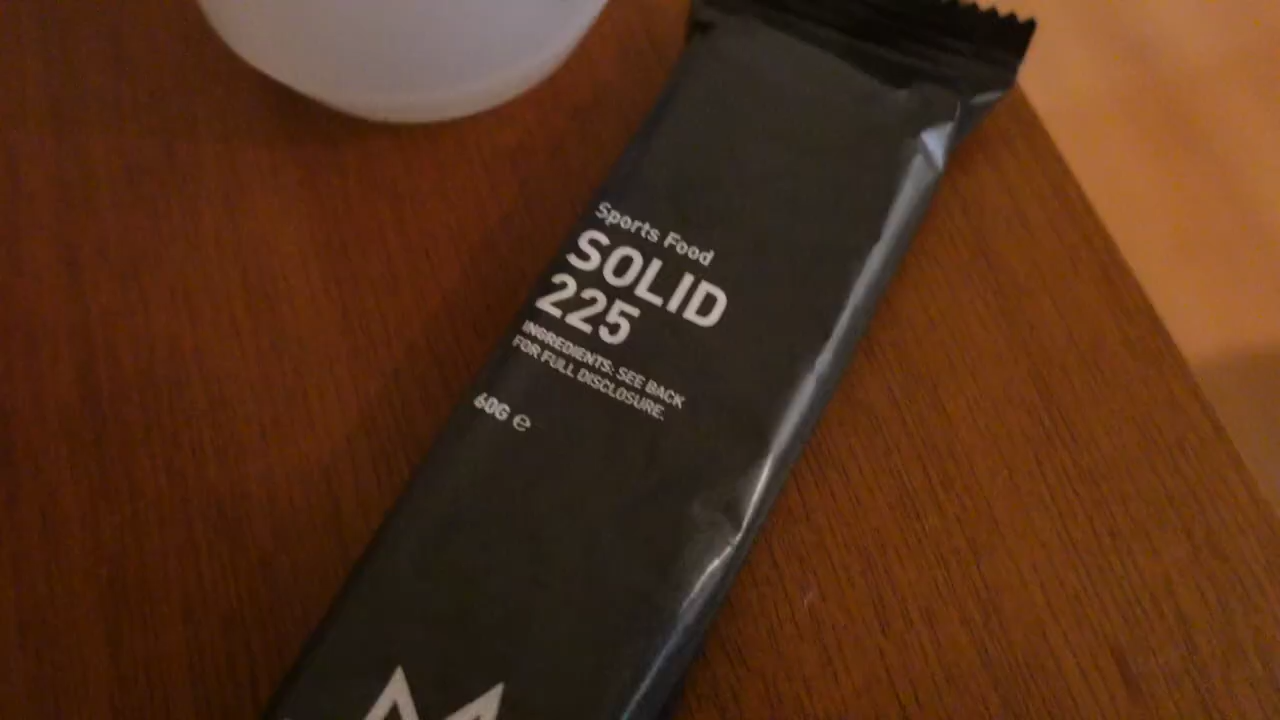 Sports Food
SOLID
225
INGREDIENTS: SEE BACK
FOR FULL DISCLOSURE.
60G ℮